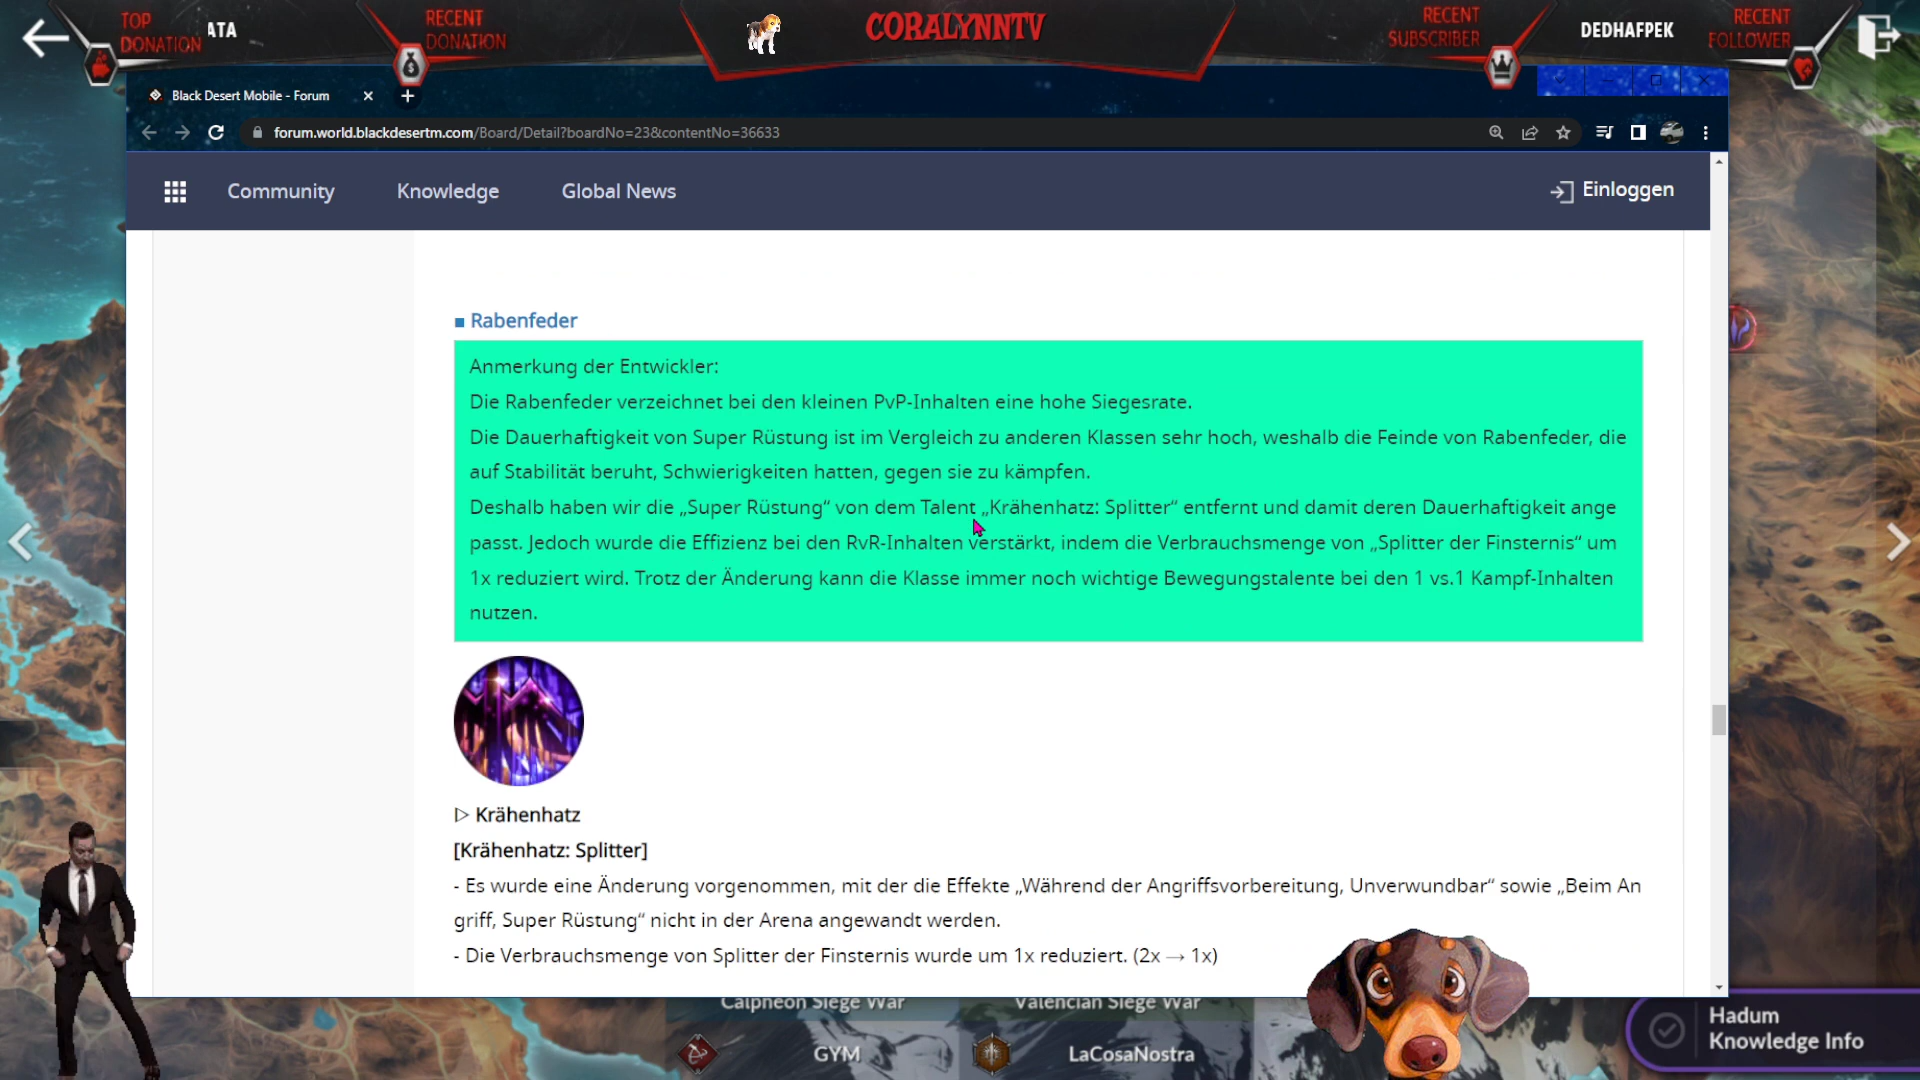 TOP
DONATION
ATA
RECENT
DONATION
CORALYNNTV
RECENT
SUBSCRIBER
DEDHAFPEK
RECENT
FOLLOWER
Black Desert Mobile - Forum
forum.world.blackdesertm.com/Board/Detail?boardNo=23&contentNo=36633
Community
Knowledge
Global News
Einloggen
■ Rabenfeder
Anmerkung der Entwickler:
Die Rabenfeder verzeichnet bei den kleinen PvP-Inhalten eine hohe Siegesrate.
Die Dauerhaftigkeit von Super Rüstung ist im Vergleich zu anderen Klassen sehr hoch, weshalb die Feinde von Rabenfeder, die
auf Stabilität beruht, Schwierigkeiten hatten, gegen sie zu kämpfen.
Deshalb haben wir die „Super Rüstung“ von dem Talent „Krähenhatz: Splitter“ entfernt und damit deren Dauerhaftigkeit ange
passt. Jedoch wurde die Effizienz bei den RvR-Inhalten verstärkt, indem die Verbrauchsmenge von „Splitter der Finsternis“ um
1x reduziert wird. Trotz der Änderung kann die Klasse immer noch wichtige Bewegungstalente bei den 1 vs.1 Kampf-Inhalten
nutzen.
▷ Krähenhatz
[Krähenhatz: Splitter]
- Es wurde eine Änderung vorgenommen, mit der die Effekte „Während der Angriffsvorbereitung, Unverwundbar“ sowie „Beim An
griff, Super Rüstung“ nicht in der Arena angewandt werden.
- Die Verbrauchsmenge von Splitter der Finsternis wurde um 1x reduziert. (2x → 1x)
Calpheon Siege War
Valencian Siege War
GYM
LaCosaNostra
Hadum
Knowledge Info